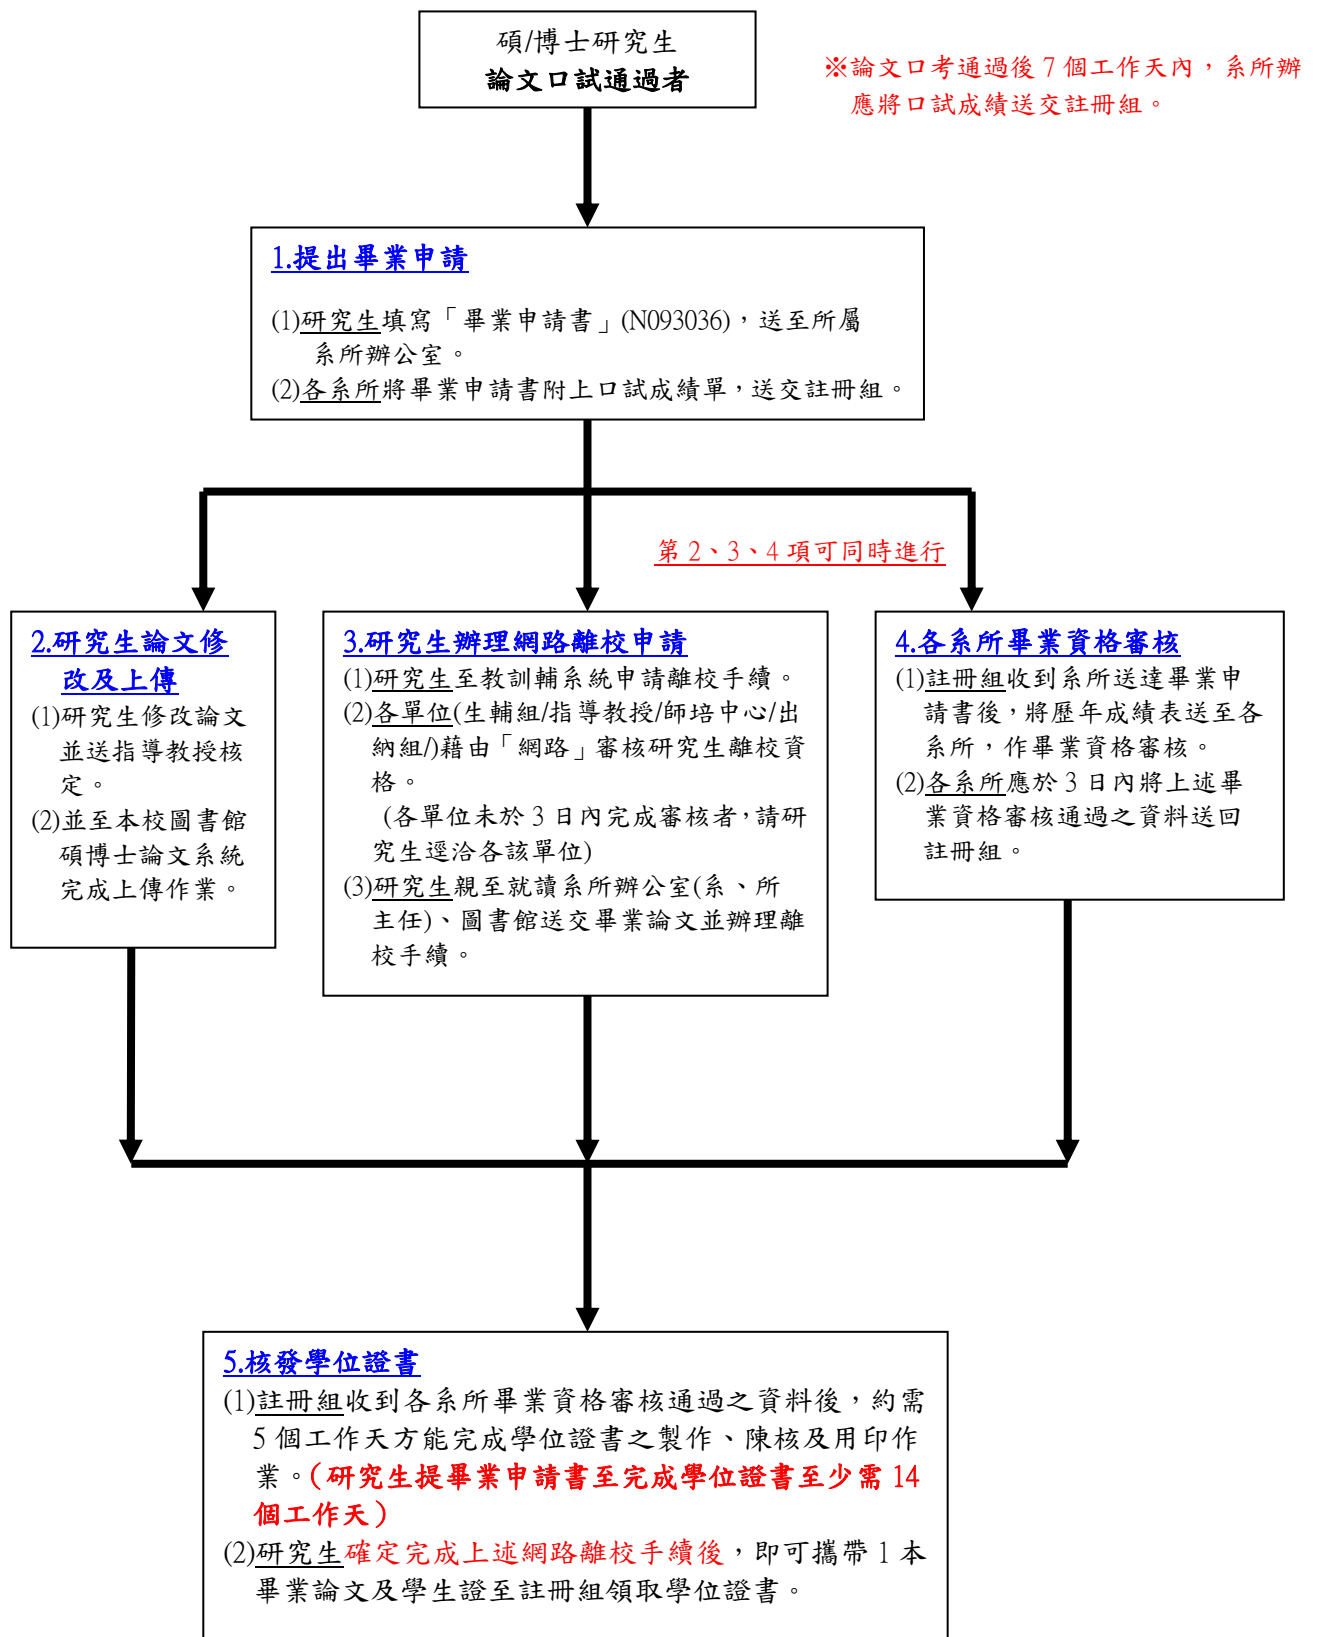 碩/博士研究生
論文口試通過者
※論文口考通過後 7 個工作天內，系所辦
應將口試成績送交註冊組。
1.提出畢業申請
(1)研究生填寫「畢業申請書」(N093036)，送至所屬
系所辦公室。
(2)各系所將畢業申請書附上口試成績單，送交註冊組。
第 2、3、4 項可同時進行
2.研究生論文修
改及上傳
(1)研究生修改論文
並送指導教授核
定。
(2)並至本校圖書館
碩博士論文系統
完成上傳作業。
3.研究生辦理網路離校申請
(1)研究生至教訓輔系統申請離校手續。
(2)各單位(生輔組/指導教授/師培中心/出
納組/)藉由「網路」審核研究生離校資
格。
(各單位未於 3 日內完成審核者，請研
究生逕洽各該單位)
(3)研究生親至就讀系所辦公室(系、所
主任)、圖書館送交畢業論文並辦理離
校手續。
4.各系所畢業資格審核
(1)註冊組收到系所送達畢業申
請書後，將歷年成績表送至各
系所，作畢業資格審核。
(2)各系所應於 3 日內將上述畢
業資格審核通過之資料送回
註冊組。
5.核發學位證書
(1)註冊組收到各系所畢業資格審核通過之資料後，約需
5 個工作天方能完成學位證書之製作、陳核及用印作
業。（研究生提畢業申請書至完成學位證書至少需 14
個工作天）
(2)研究生確定完成上述網路離校手續後，即可攜帶 1 本
畢業論文及學生證至註冊組領取學位證書。